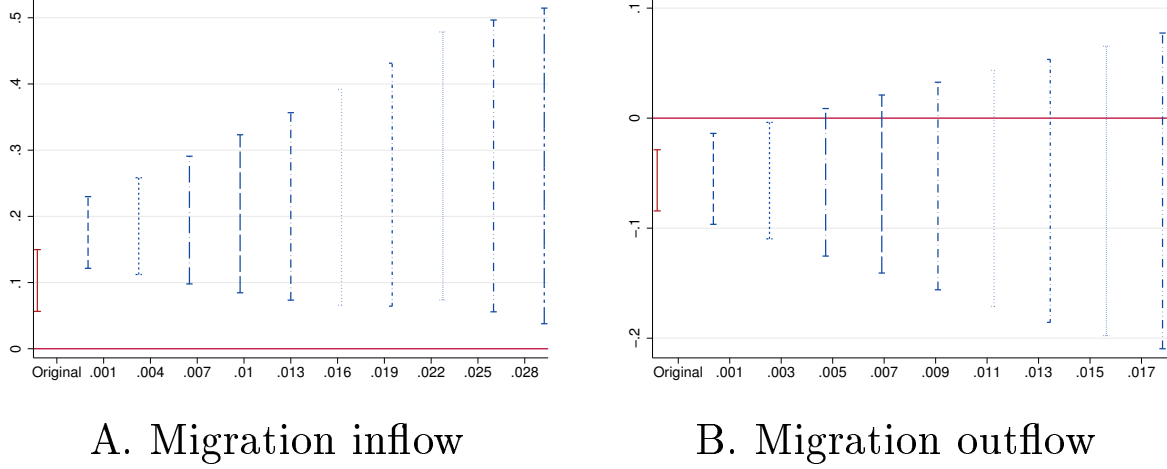 .5
.4
.3
.2
.1
0
Original .001 .004 .007 .01 .013 .016 .019 .022 .025 .028
A. Migration inflow
.1
0
-.1
-.2
Original .001 .003 .005 .007 .009 .011 .013 .015 .017
B. Migration outflow